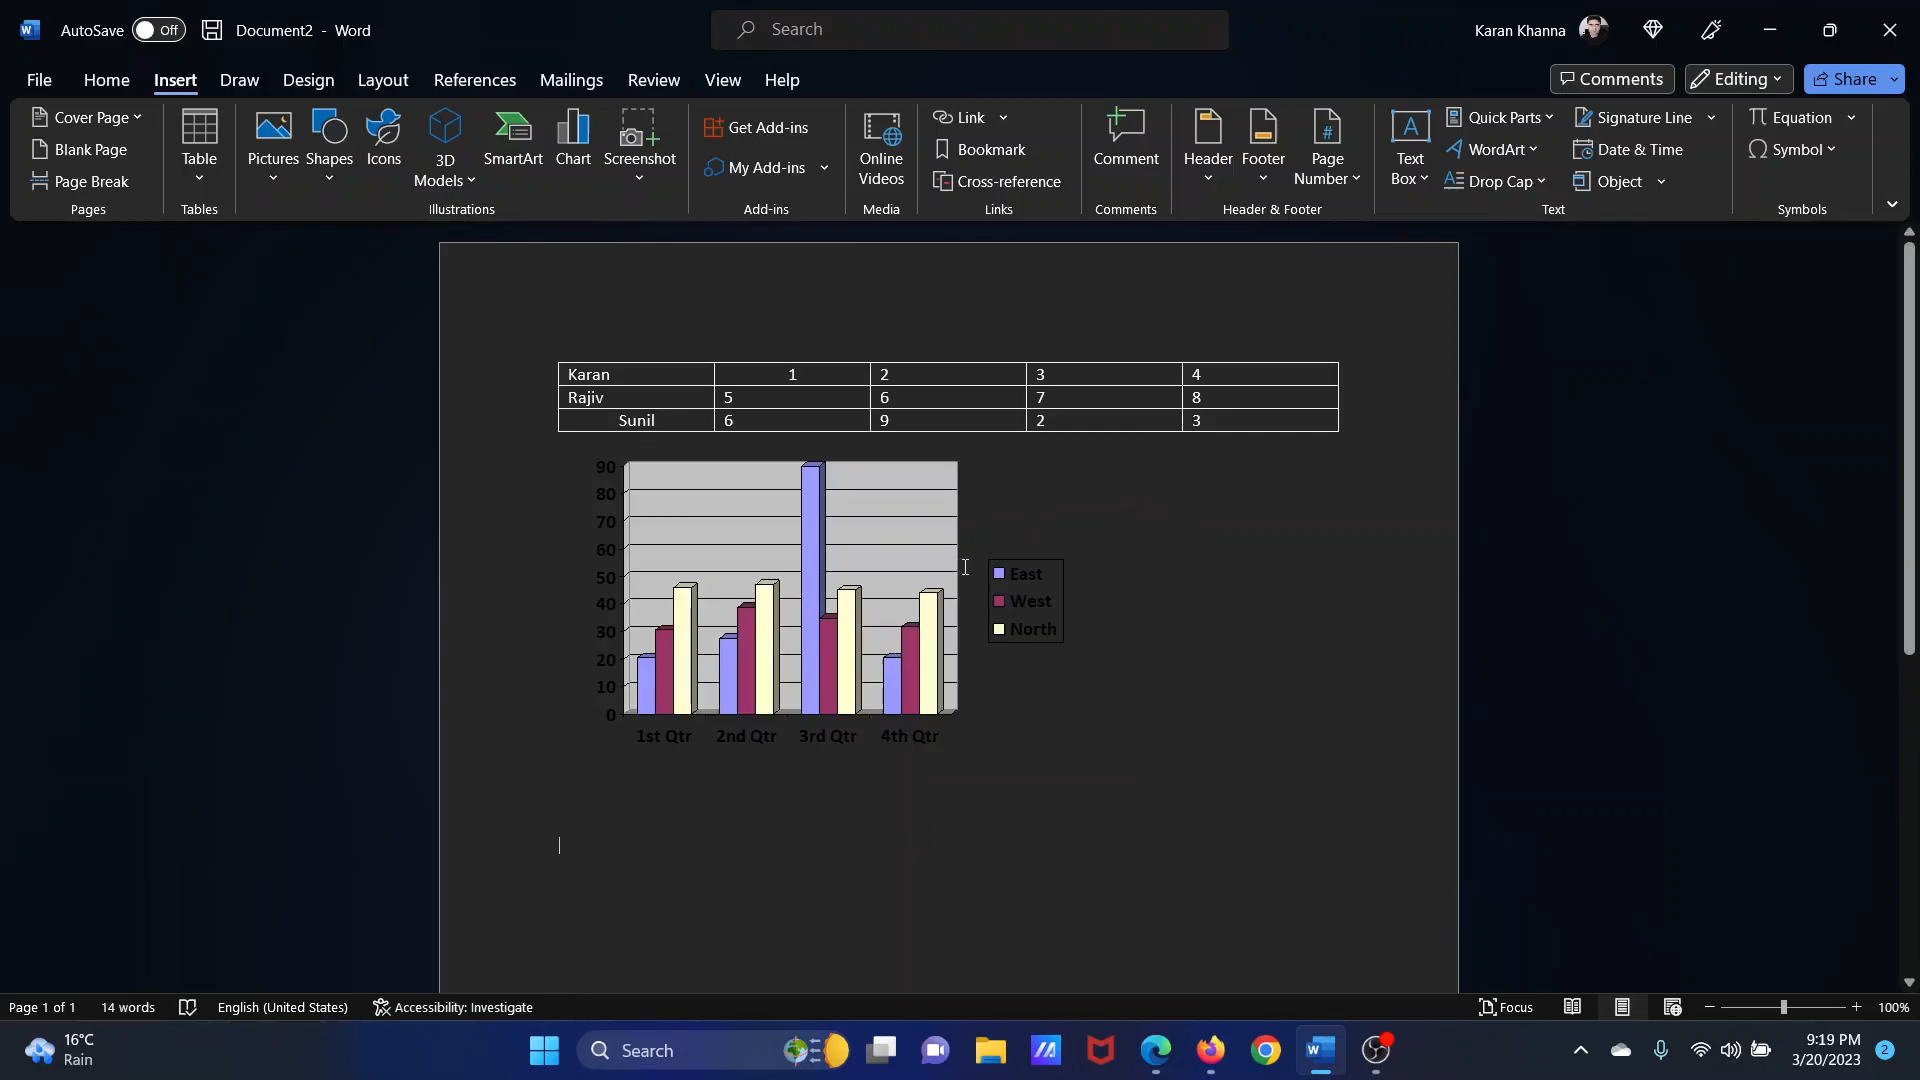 AutoSave Off Document2 - Word Search Karan Khanna
File Home Insert Draw Design Layout References Mailings Review View Help Comments Editing Share
Cover Page
Blank Page
Page Break
Pages
Table
Tables
Pictures Shapes Icons 3D Models SmartArt Chart Screenshot
Illustrations
Get Add-ins
My Add-ins
Add-ins
Online Videos
Media
Link
Bookmark
Cross-reference
Links
Comment
Comments
Header Footer Page Number
Header & Footer
Text Box
Quick Parts
WordArt
Drop Cap
Signature Line
Date & Time
Object
Text
Equation
Symbol
Symbols
Karan 1 2 3 4
Rajiv 5 6 7 8
Sunil 6 9 2 3
90
80
70
60
50
40
30
20
10
0
1st Qtr 2nd Qtr 3rd Qtr 4th Qtr
East
West
North
Page 1 of 1 14 words English (United States) Accessibility: Investigate Focus 100%
16°C
Rain
Search
9:19 PM
3/20/2023
2